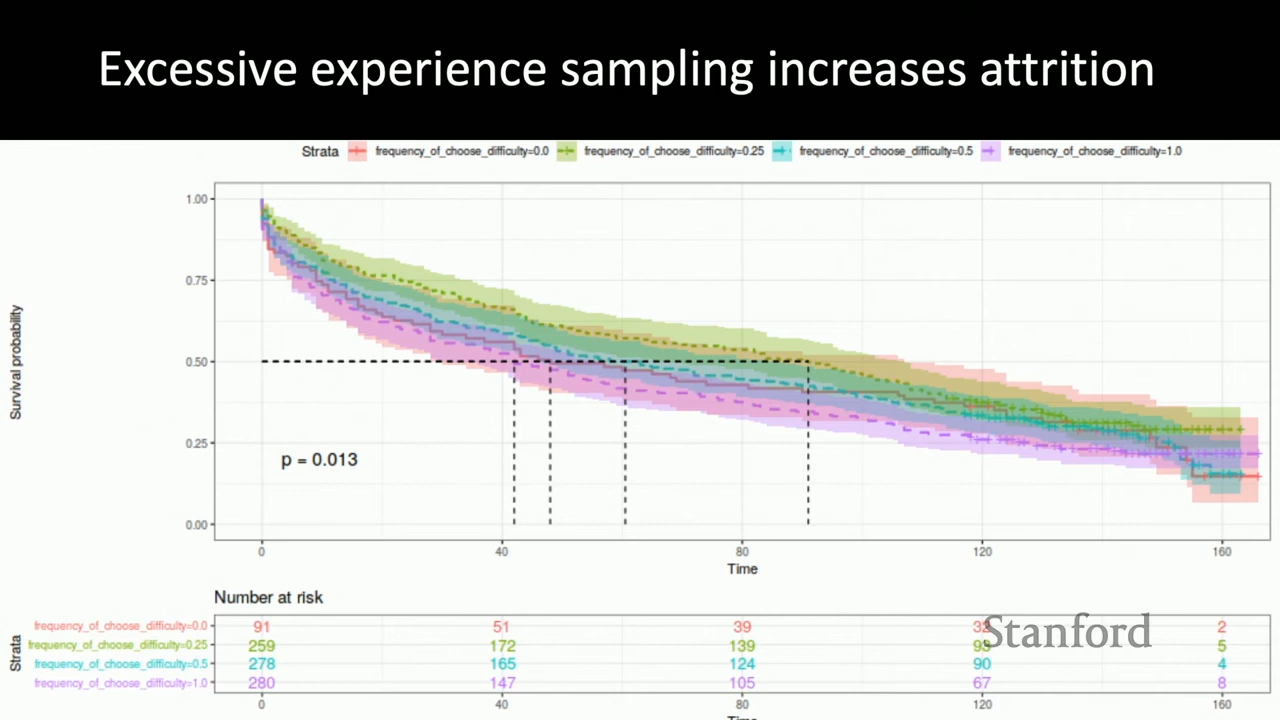 Excessive experience sampling increases attrition
Strata frequency_of_choose_difficulty=0.0 frequency_of_choose_difficulty=0.25 frequency_of_choose_difficulty=0.5 frequency_of_choose_difficulty=1.0
Survival probability
1.00
0.75
0.50
0.25
0.00
p = 0.013
0 40 80 120 160
Time
Number at risk
Strata
frequency_of_choose_difficulty=0.0 91 51 39 2
frequency_of_choose_difficulty=0.25 259 172 139 5
frequency_of_choose_difficulty=0.5 278 165 124 90 4
frequency_of_choose_difficulty=1.0 280 147 105 67 8
Stanford
0 40 80 120 160
Time